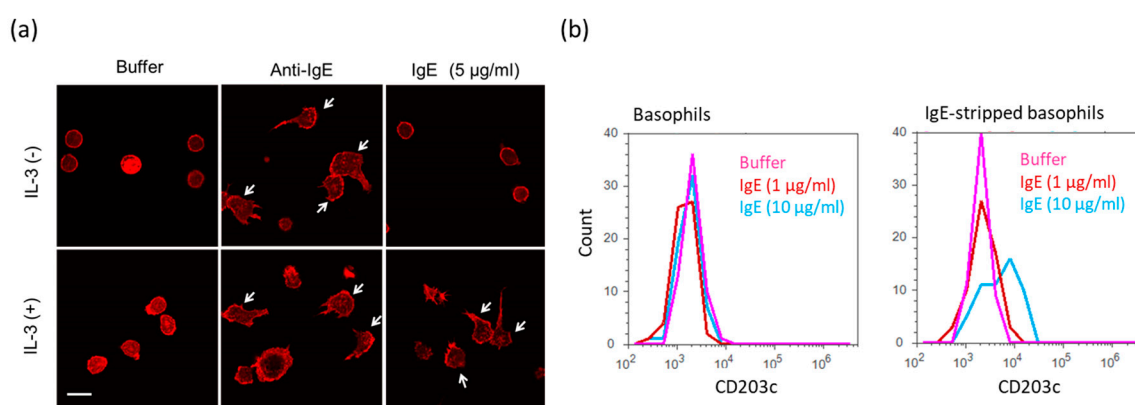 (a)
Buffer
Anti-IgE
IgE (5 µg/ml)
IL-3 (-)
IL-3 (+)
(b)
Basophils
IgE-stripped basophils
40
30
20
10
0
Count
Buffer
IgE (1 µg/ml)
IgE (10 µg/ml)
10² 10³ 10⁴ 10⁵ 10⁶
CD203c
40
30
20
10
0
Buffer
IgE (1 µg/ml)
IgE (10 µg/ml)
10² 10³ 10⁴ 10⁵ 10⁶
CD203c